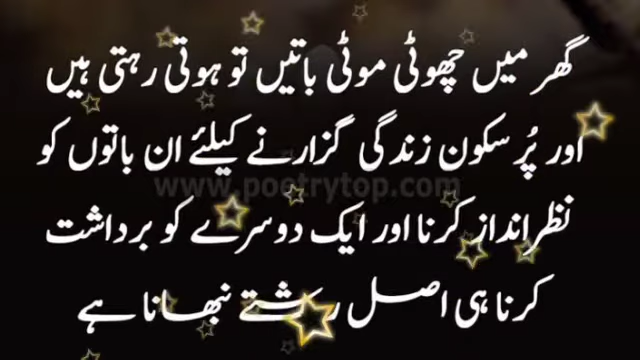 گھر میں چھوٹی موٹی باتیں تو ہوتی رہتی ہیں
اور پُر سکون زندگی گزارنے کیلئے ان باتوں کو
www.poetrytop.com
نظر انداز کرنا اور ایک دوسرے کو برداشت
کرنا ہی اصل رشتے نبھانا ہے